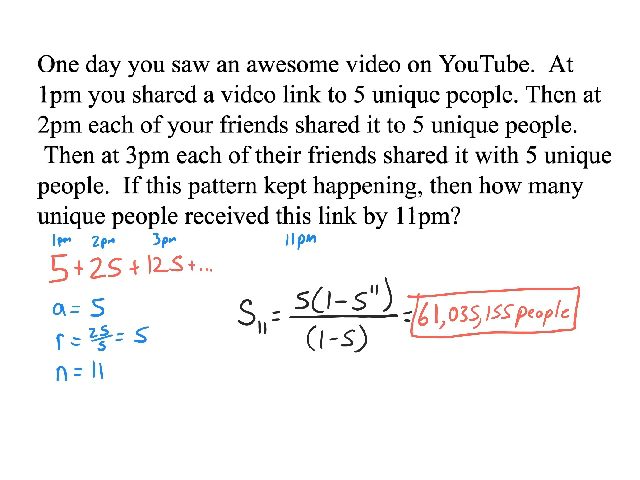 One day you saw an awesome video on YouTube. At
1pm you shared a video link to 5 unique people. Then at
2pm each of your friends shared it to 5 unique people.
Then at 3pm each of their friends shared it with 5 unique
people. If this pattern kept happening, then how many
unique people received this link by 11pm?
1pm 2pm 3pm 11pm
5 + 25 + 125 + ...
a = 5
r = 25/5 = 5
n = 11
S₁₁ = 5(1-5¹¹)/(1-5) = 61,035,155 people